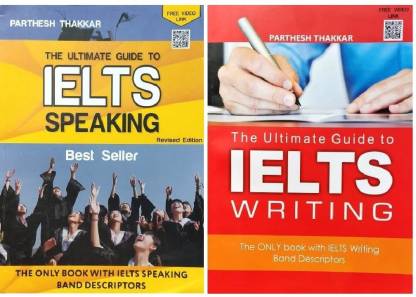 PARTHESH THAKKAR
FREE VIDEO
LINK
THE ULTIMATE GUIDE TO
IELTS
SPEAKING
Revised Edition
Best Seller
THE ONLY BOOK WITH IELTS SPEAKING
BAND DESCRIPTORS
PARTHESH THAKKAR
FREE VIDEO
LINK
The Ultimate Guide to
IELTS
WRITING
The ONLY book with IELTS Writing
Band Descriptors